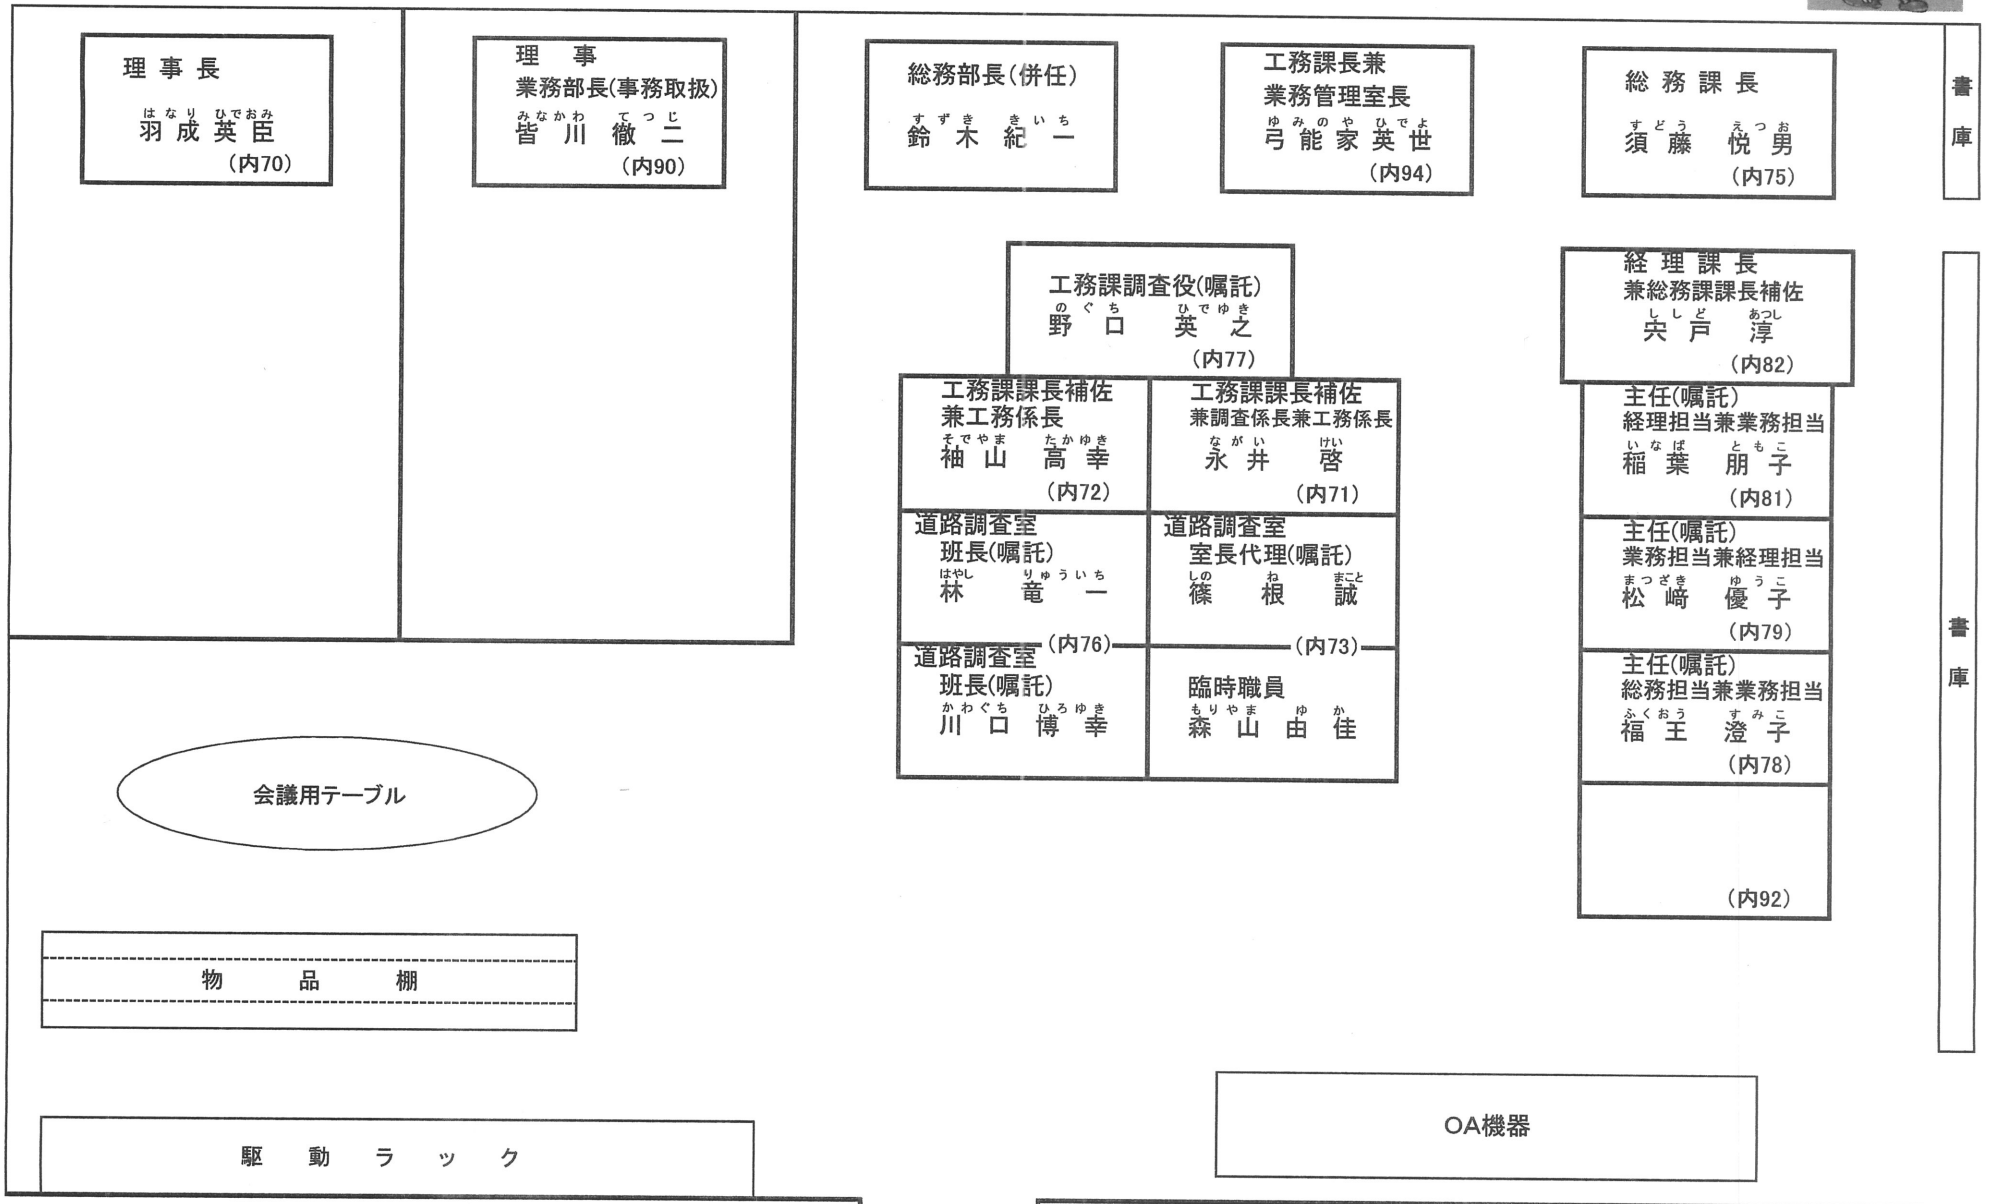 理事長
はなり ひでおみ
羽成英臣
(内70)
理　事
業務部長(事務取扱)
みなかわ てつじ
皆川 徹二
(内90)
総務部長(併任)
すずき きいち
鈴木 紀一
工務課長兼
業務管理室長
ゆみのや ひでよ
弓能家英世
(内94)
総務課長
すどう えつお
須藤 悦男
(内75)
書庫
工務課調査役(嘱託)
のぐち ひでゆき
野口 英之
(内77)
経理課長
兼総務課課長補佐
ししど あつし
宍戸 淳
(内82)
工務課課長補佐
兼工務係長
そでやま たかゆき
袖山 高幸
(内72)
工務課課長補佐
兼調査係長兼工務係長
ながい けい
永井 啓
(内71)
主任(嘱託)
経理担当兼業務担当
いなば ともこ
稲葉 朋子
(内81)
道路調査室
班長(嘱託)
はやし りゅういち
林 竜一
(内76)
道路調査室
室長代理(嘱託)
しの ね まこと
篠根 誠
(内73)
主任(嘱託)
業務担当兼経理担当
まつざき ゆうこ
松﨑 優子
(内79)
道路調査室
班長(嘱託)
かわぐち ひろゆき
川口 博幸
臨時職員
もりやま ゆか
森山 由佳
主任(嘱託)
総務担当兼業務担当
ふくおう すみこ
福王 澄子
(内78)
(内92)
書庫
会議用テーブル
物品棚
駆動ラック
OA機器